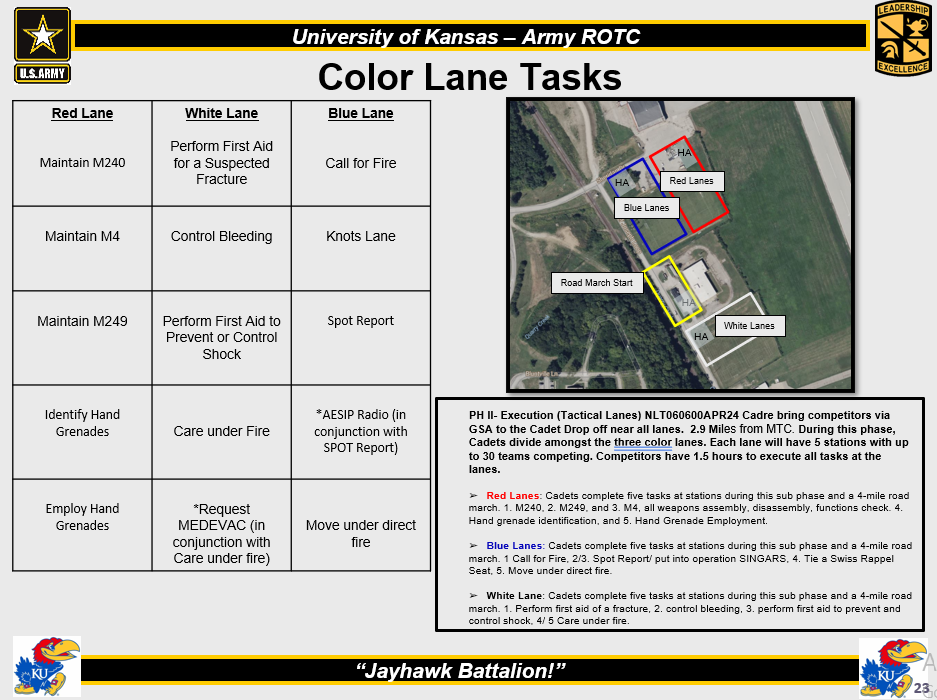 University of Kansas – Army ROTC
U.S.ARMY
LEADERSHIP
EXCELLENCE
Color Lane Tasks
Red Lane
White Lane
Blue Lane
Maintain M240
Perform First Aid
for a Suspected
Fracture
Call for Fire
Maintain M4
Control Bleeding
Knots Lane
Maintain M249
Perform First Aid to
Prevent or Control
Shock
Spot Report
Identify Hand
Grenades
Care under Fire
*AESIP Radio (in
conjunction with
SPOT Report)
Employ Hand
Grenades
*Request
MEDEVAC (in
conjunction with
Care under fire)
Move under direct
fire
HA
Red Lanes
HA
Blue Lanes
Road March Start
HA
White Lanes
HA
PH II- Execution (Tactical Lanes) NLT060600APR24 Cadre bring competitors via
GSA to the Cadet Drop off near all lanes.  2.9 Miles from MTC. During this phase,
Cadets divide amongst the three color lanes. Each lane will have 5 stations with up
to 30 teams competing. Competitors have 1.5 hours to execute all tasks at the
lanes.
➢ Red Lanes: Cadets complete five tasks at stations during this sub phase and a 4-mile road
march. 1. M240, 2. M249, and 3. M4, all weapons assembly, disassembly, functions check. 4.
Hand grenade identification, and 5. Hand Grenade Employment.
➢ Blue Lanes: Cadets complete five tasks at stations during this sub phase and a 4-mile road
march. 1 Call for Fire, 2/3. Spot Report/ put into operation SINGARS, 4. Tie a Swiss Rappel
Seat, 5. Move under direct fire.
➢ White Lane: Cadets complete five tasks at stations during this sub phase and a 4-mile road
march. 1. Perform first aid of a fracture, 2. control bleeding, 3. perform first aid to prevent and
control shock, 4/ 5 Care under fire.
KU
“Jayhawk Battalion!”
KU
23